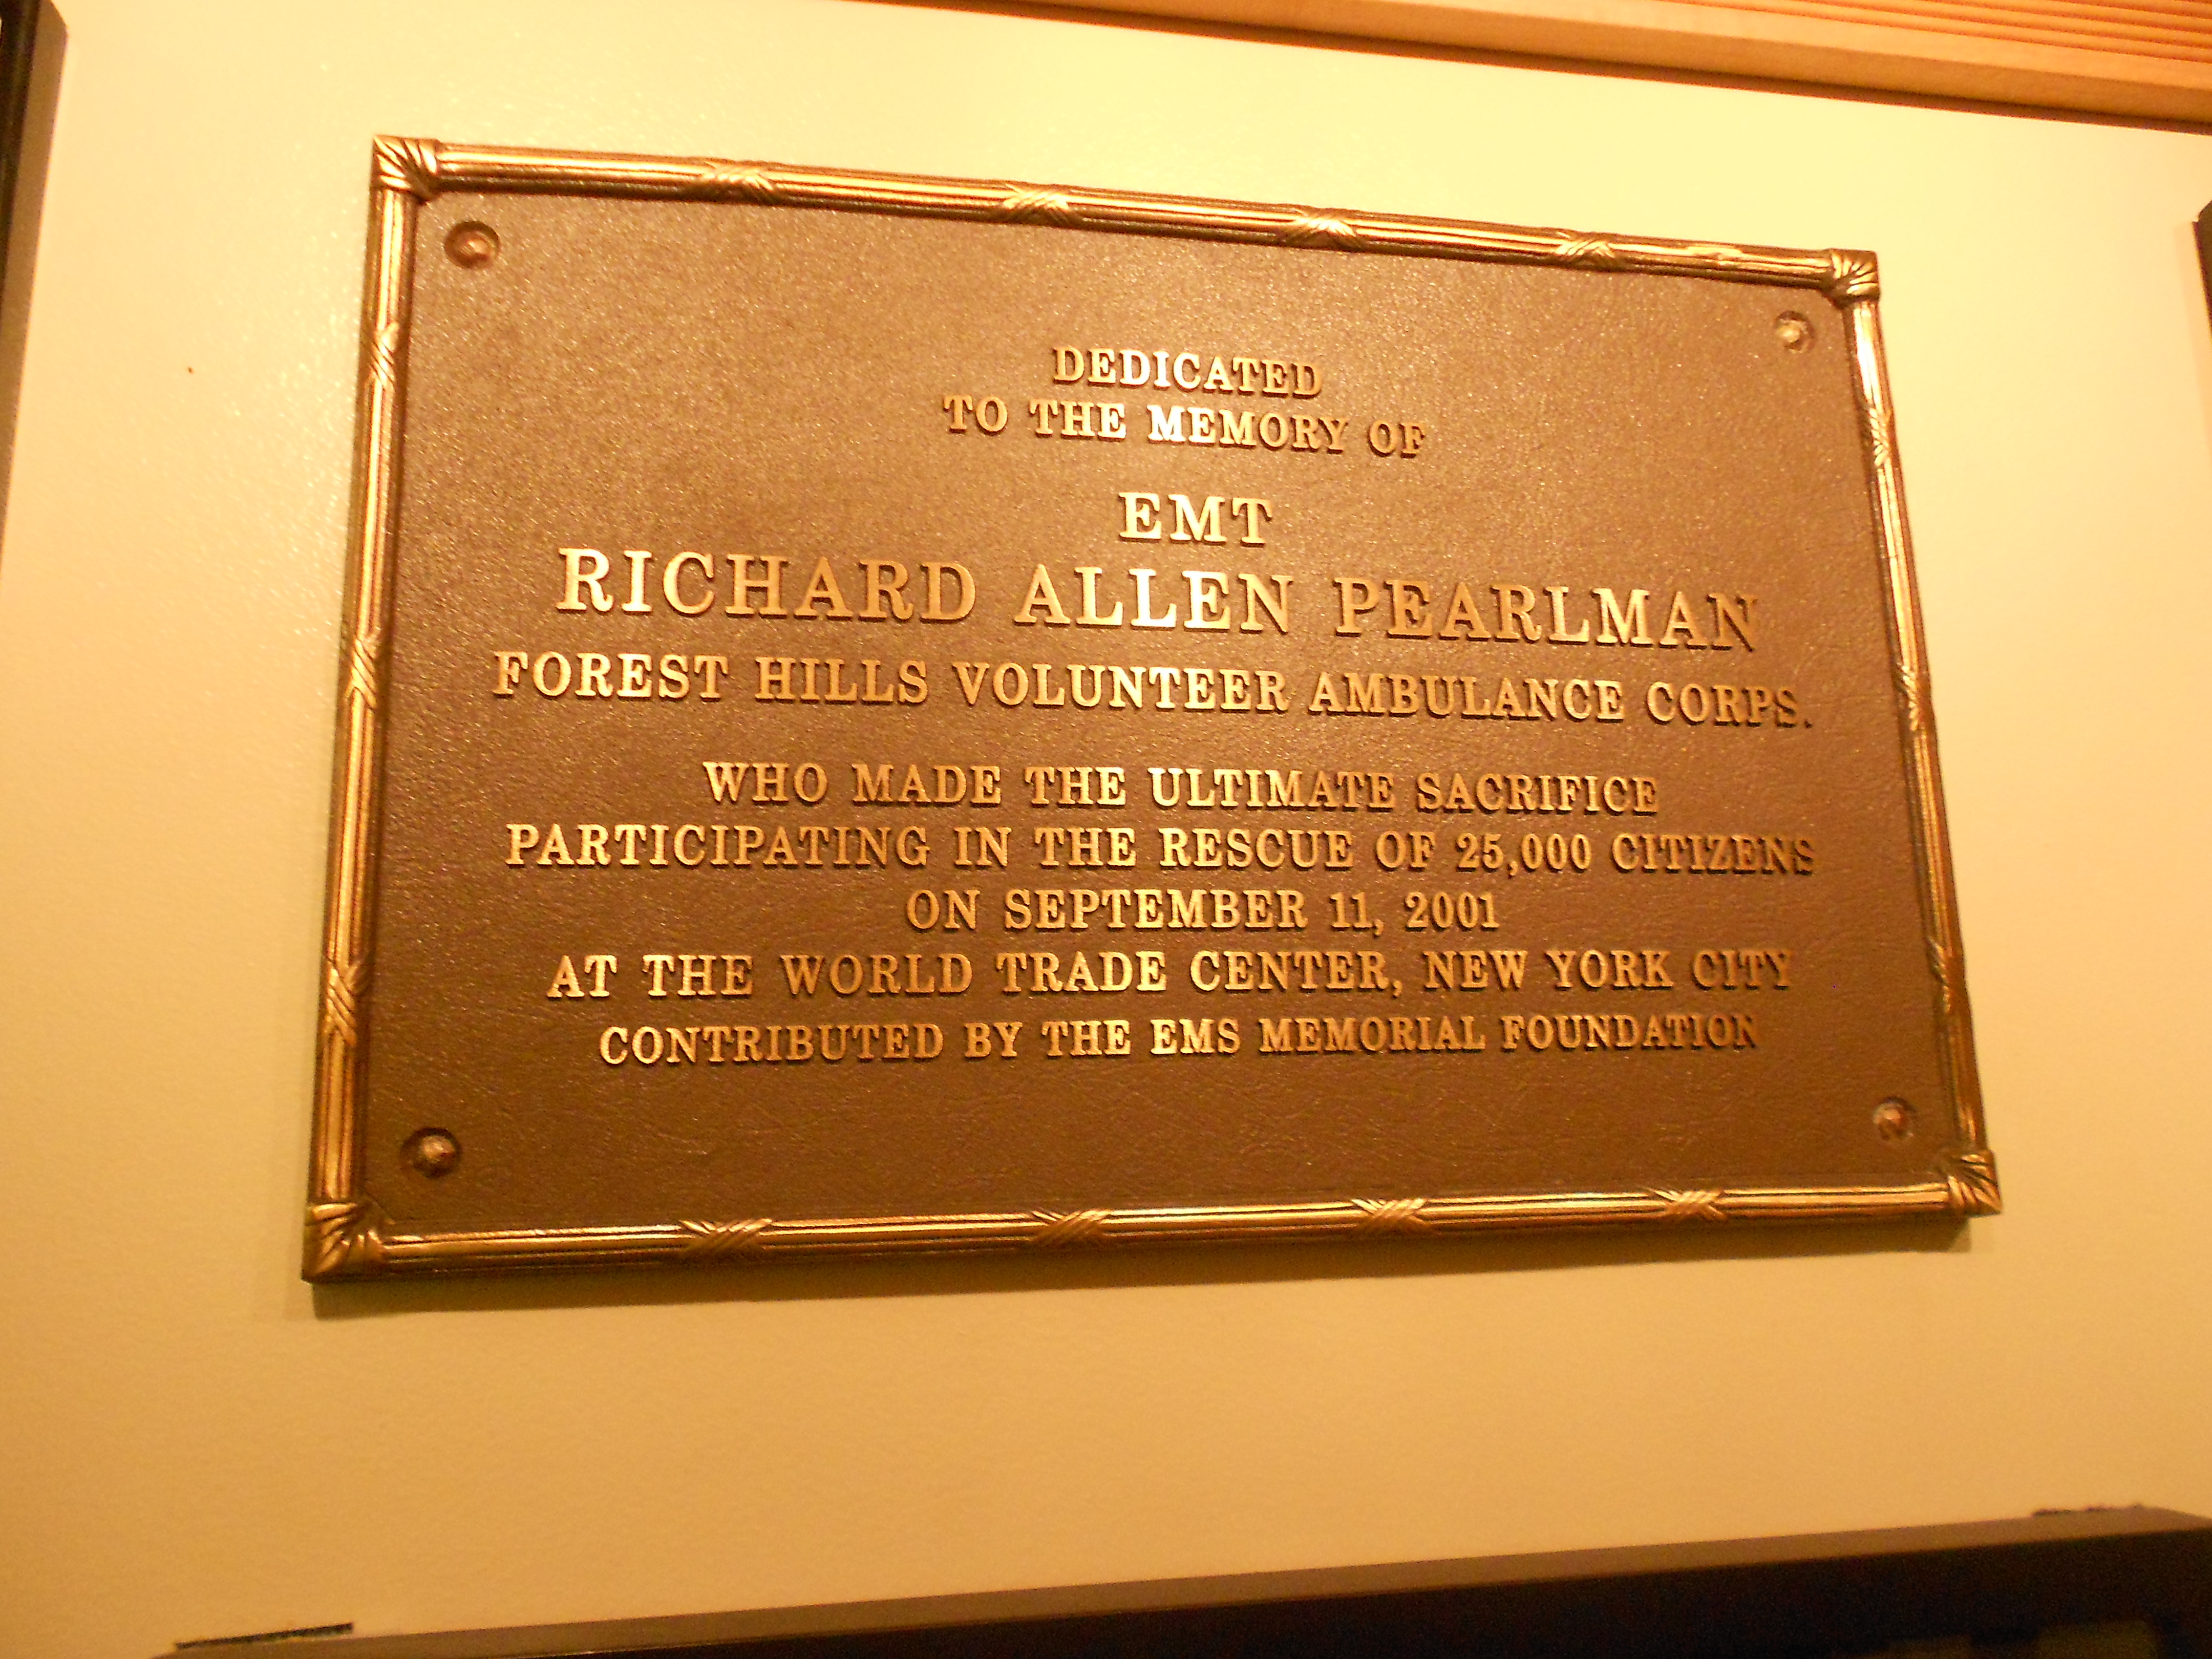 DEDICATED
TO THE MEMORY OF
EMT
RICHARD ALLEN PEARLMAN
FOREST HILLS VOLUNTEER AMBULANCE CORPS.
WHO MADE THE ULTIMATE SACRIFICE
PARTICIPATING IN THE RESCUE OF 25,000 CITIZENS
ON SEPTEMBER 11, 2001
AT THE WORLD TRADE CENTER, NEW YORK CITY
CONTRIBUTED BY THE EMS MEMORIAL FOUNDATION